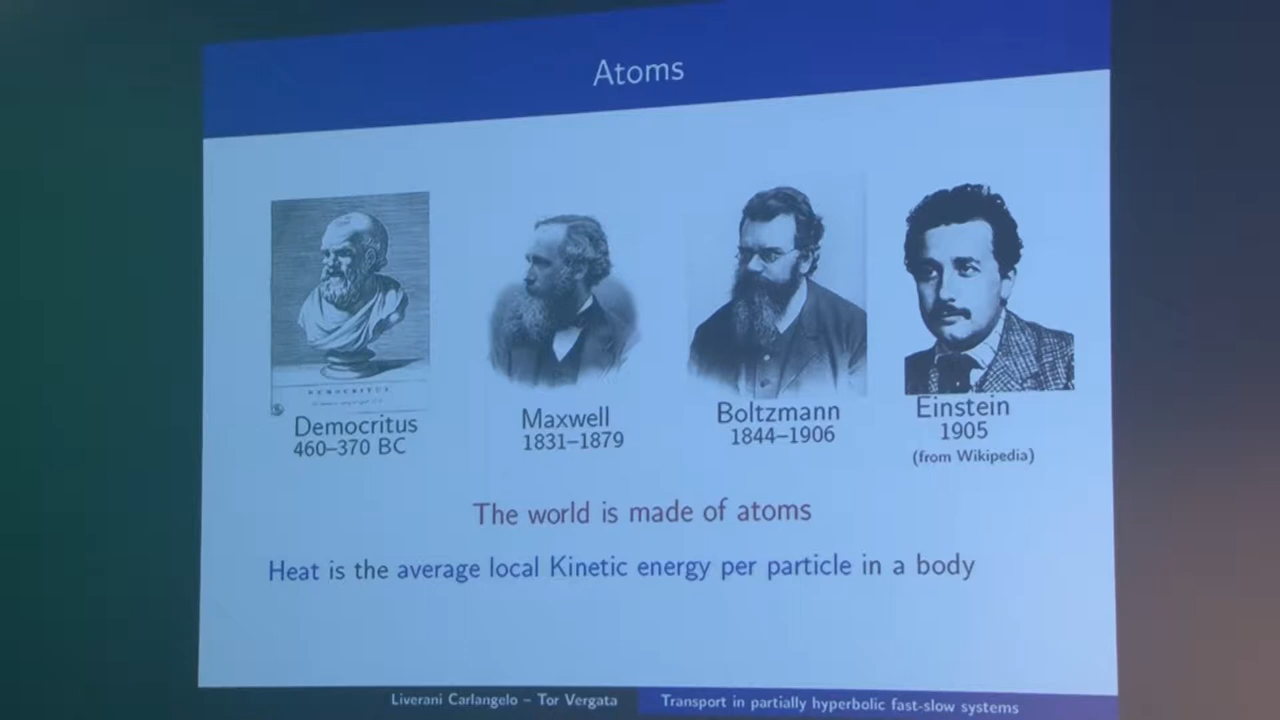 Atoms
DEMOCRITUS.
Democritus
460–370 BC
Maxwell
1831–1879
Boltzmann
1844–1906
Einstein
1905
(from Wikipedia)
The world is made of atoms
Heat is the average local Kinetic energy per particle in a body
Liverani Carlangelo – Tor Vergata
Transport in partially hyperbolic fast-slow systems